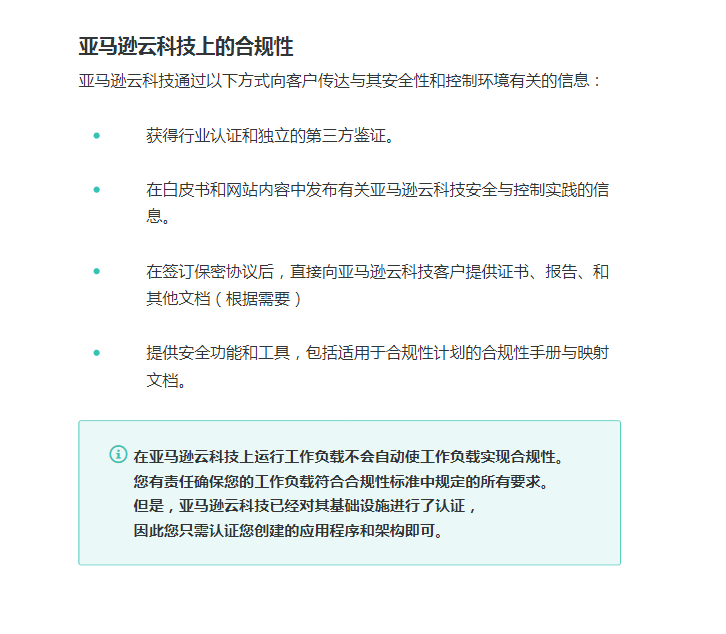 亚马逊云科技上的合规性
亚马逊云科技通过以下方式向客户传达与其安全性和控制环境有关的信息：
获得行业认证和独立的第三方鉴证。
在白皮书和网站内容中发布有关亚马逊云科技安全与控制实践的信
息。
在签订保密协议后，直接向亚马逊云科技客户提供证书、报告、和
其他文档（根据需要）
提供安全功能和工具，包括适用于合规性计划的合规性手册与映射
文档。
在亚马逊云科技上运行工作负载不会自动使工作负载实现合规性。
您有责任确保您的工作负载符合合规性标准中规定的所有要求。
但是，亚马逊云科技已经对其基础设施进行了认证，
因此您只需认证您创建的应用程序和架构即可。